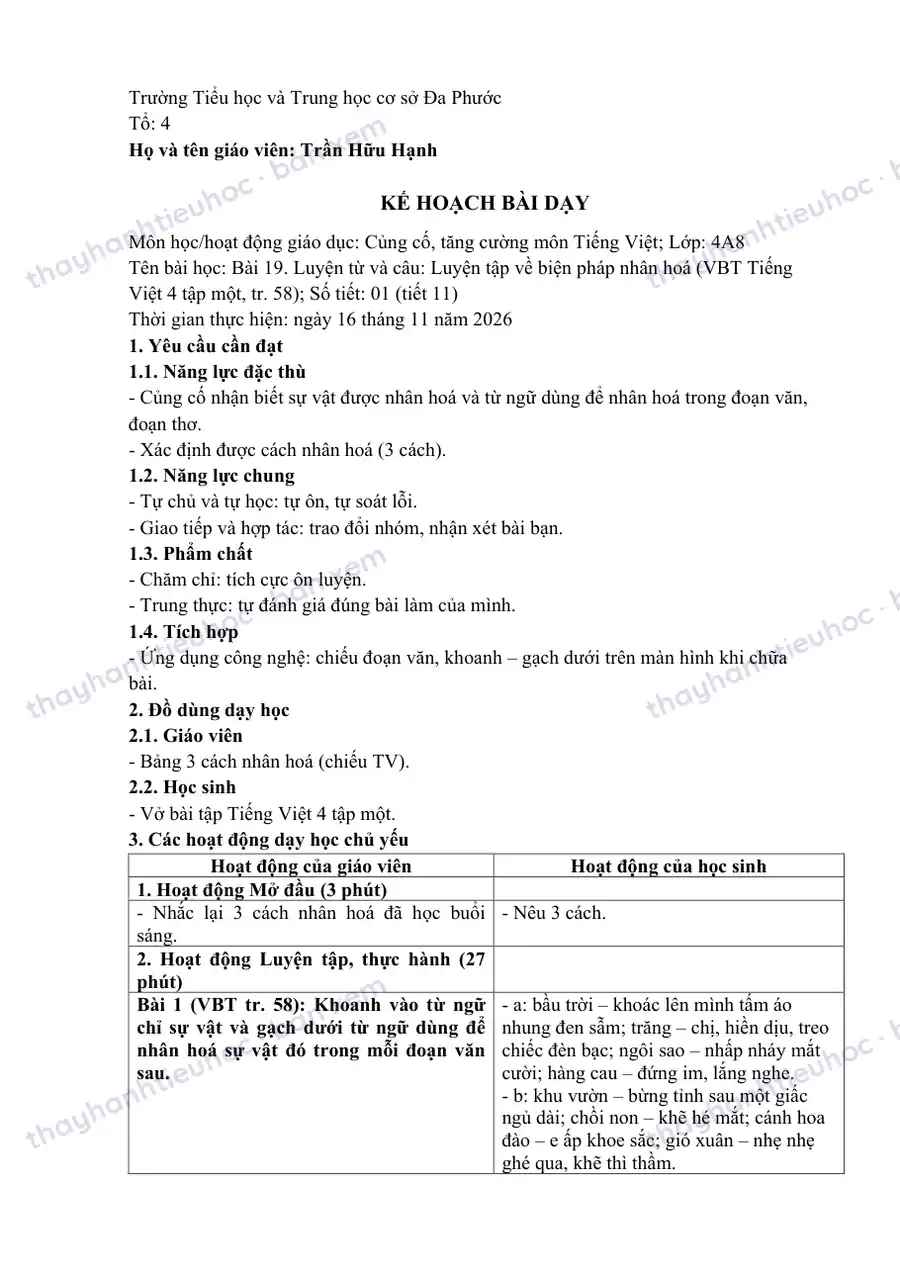 Trường Tiểu học và Trung học cơ sở Đa Phước
Tổ: 4
Họ và tên giáo viên: Trần Hữu Hạnh
KẾ HOẠCH BÀI DẠY
Môn học/hoạt động giáo dục: Củng cố, tăng cường môn Tiếng Việt; Lớp: 4A8
Tên bài học: Bài 19. Luyện từ và câu: Luyện tập về biện pháp nhân hoá (VBT Tiếng
Việt 4 tập một, tr. 58); Số tiết: 01 (tiết 11)
Thời gian thực hiện: ngày 16 tháng 11 năm 2026
1. Yêu cầu cần đạt
1.1. Năng lực đặc thù
- Củng cố nhận biết sự vật được nhân hoá và từ ngữ dùng để nhân hoá trong đoạn văn,
đoạn thơ.
- Xác định được cách nhân hoá (3 cách).
1.2. Năng lực chung
- Tự chủ và tự học: tự ôn, tự soát lỗi.
- Giao tiếp và hợp tác: trao đổi nhóm, nhận xét bài bạn.
1.3. Phẩm chất
- Chăm chỉ: tích cực ôn luyện.
- Trung thực: tự đánh giá đúng bài làm của mình.
1.4. Tích hợp
- Ứng dụng công nghệ: chiếu đoạn văn, khoanh – gạch dưới trên màn hình khi chữa
bài.
2. Đồ dùng dạy học
2.1. Giáo viên
- Bảng 3 cách nhân hoá (chiếu TV).
2.2. Học sinh
- Vở bài tập Tiếng Việt 4 tập một.
3. Các hoạt động dạy học chủ yếu
Hoạt động của giáo viên
Hoạt động của học sinh
1. Hoạt động Mở đầu (3 phút)
- Nhắc lại 3 cách nhân hoá đã học buổi
sáng.
- Nêu 3 cách.
2. Hoạt động Luyện tập, thực hành (27
phút)
Bài 1 (VBT tr. 58): Khoanh vào từ ngữ
chỉ sự vật và gạch dưới từ ngữ dùng để
nhân hoá sự vật đó trong mỗi đoạn văn
sau.
- a: bầu trời – khoác lên mình tấm áo
nhung đen sẫm; trăng – chị, hiền dịu, treo
chiếc đèn bạc; ngôi sao – nhấp nháy mắt
cười; hàng cau – đứng im, lắng nghe.
- b: khu vườn – bừng tỉnh sau một giấc
ngủ dài; chồi non – khẽ hé mắt; cánh hoa
đào – e ấp khoe sắc; gió xuân – nhẹ nhẹ
ghé qua, khẽ thì thầm.
thayhanhtieuhoc · bản xem
thayhanhtieuhoc · b
thayhanhtieuhoc · bản xem
thayhanhtieuhoc · b
thayhanhtieuhoc · bản xem
thayhanhtieuhoc · b